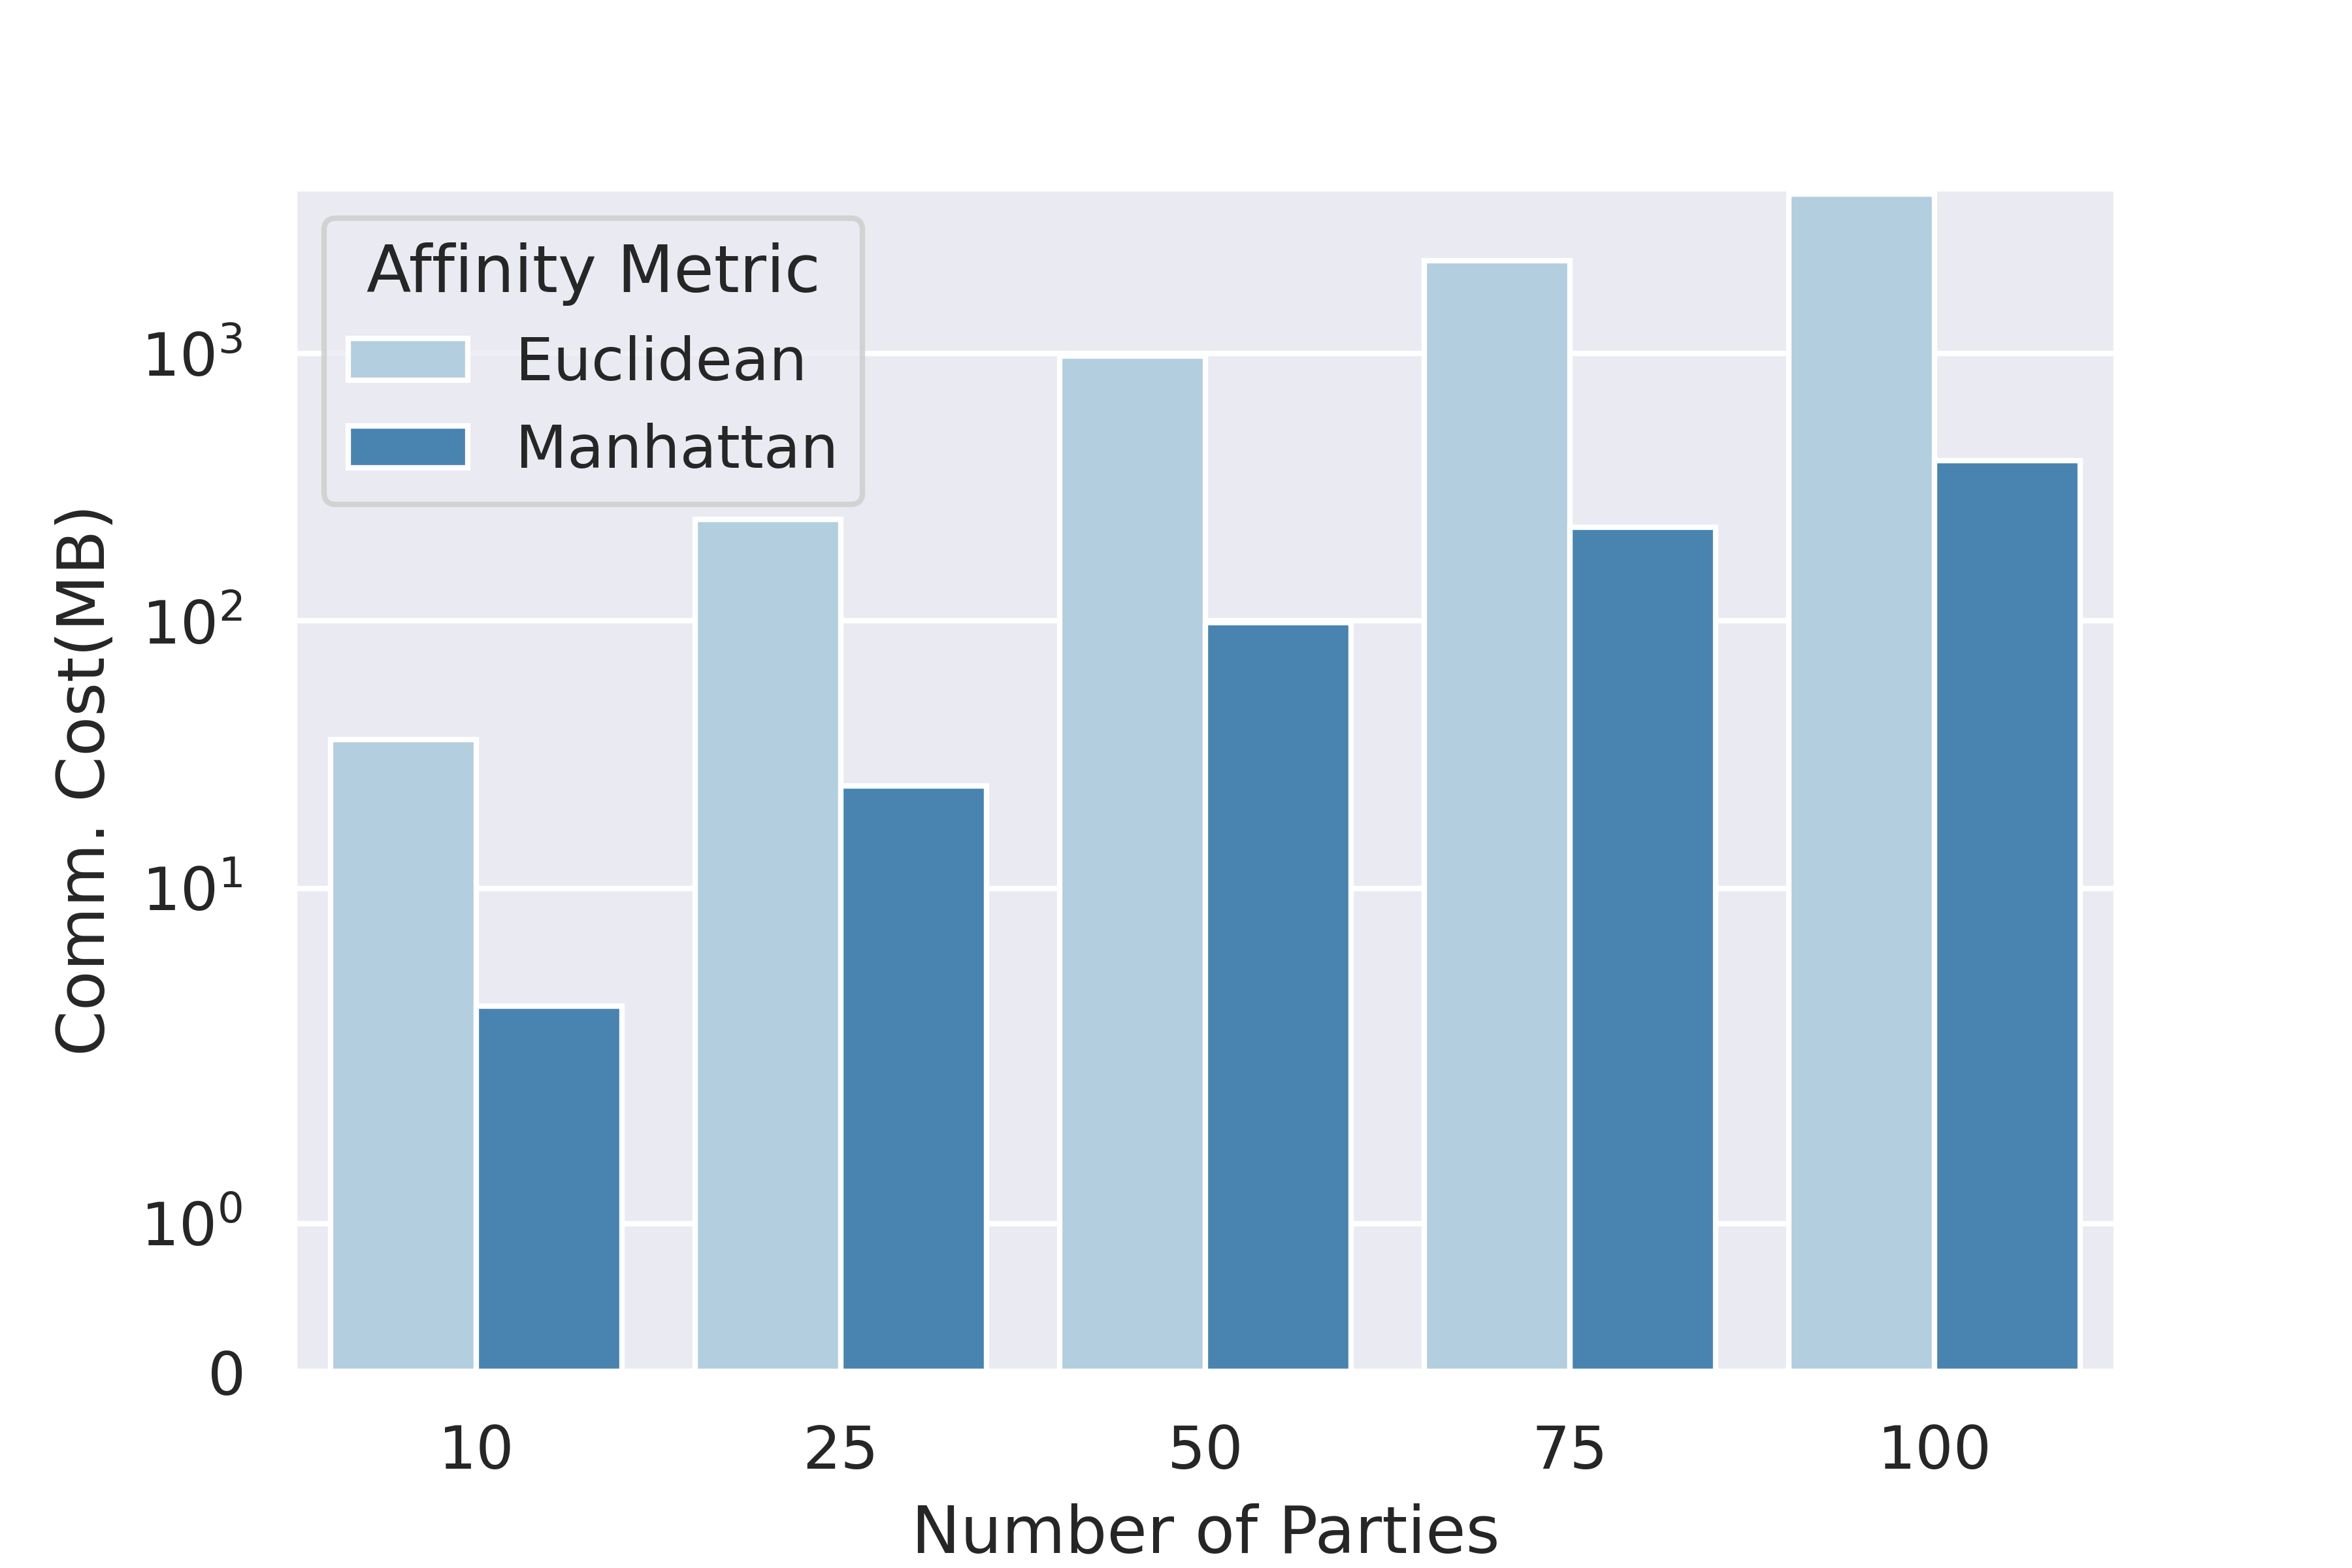 Affinity Metric
Euclidean
Manhattan
Comm. Cost(MB)
10³
10²
10¹
10⁰
0
10 25 50 75 100
Number of Parties